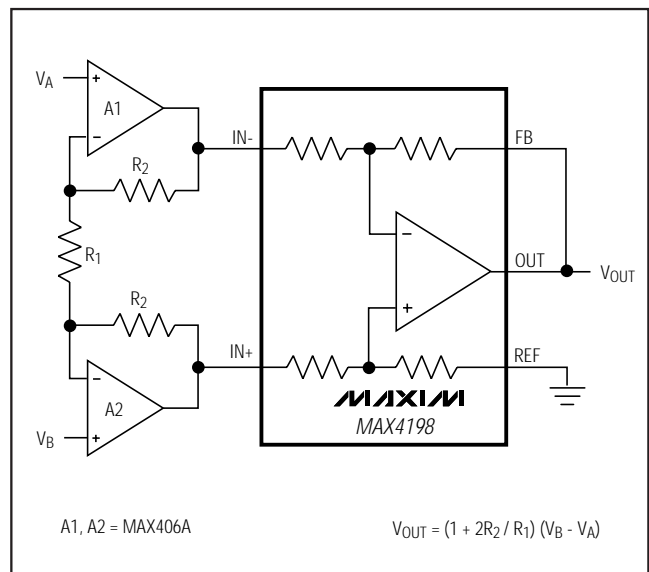 VA
+
A1
−
R2
IN-
FB
R1
−
OUT
VOUT
+
R2
IN+
REF
−
A2
MAXIM
MAX4198
VB
+
A1, A2 = MAX406A
VOUT = (1 + 2R2 / R1) (VB - VA)